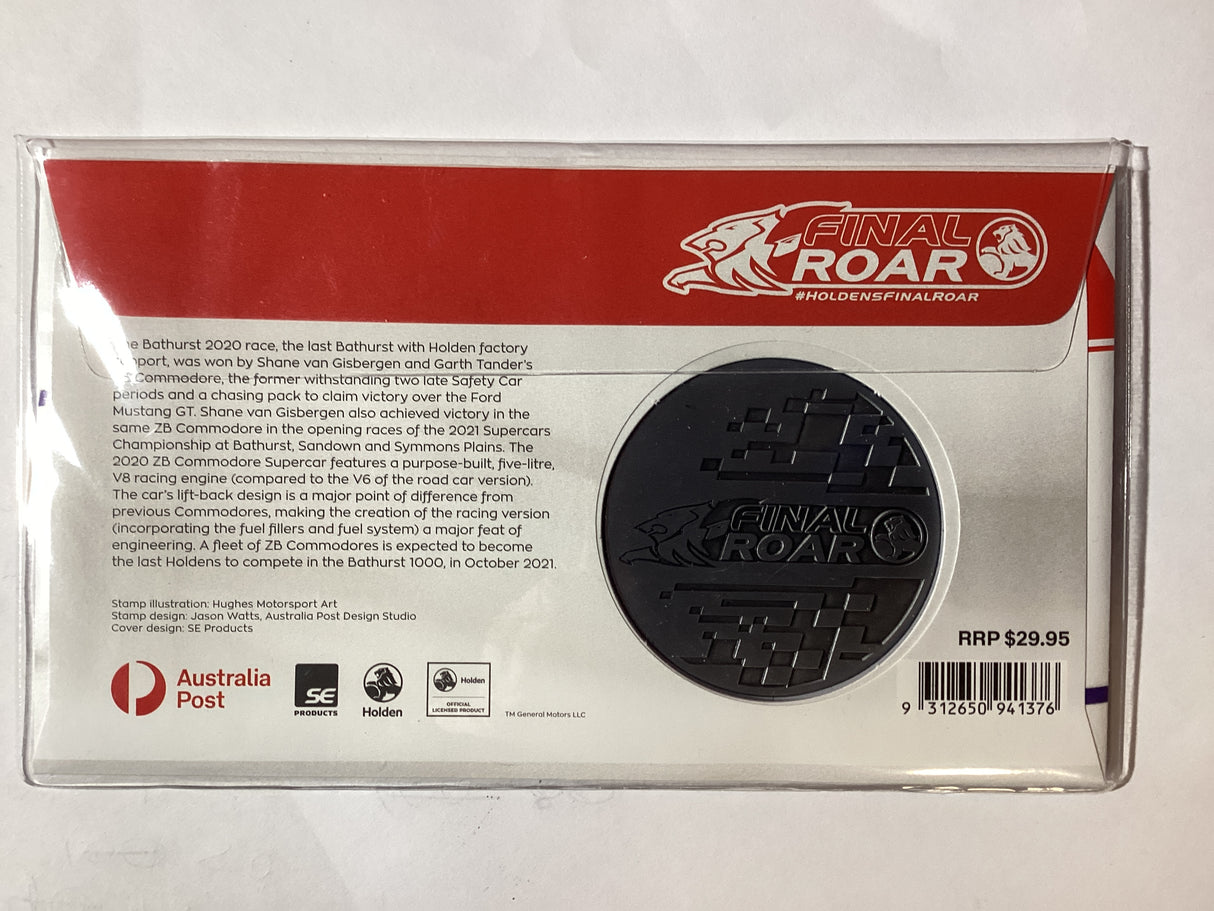 FINAL
ROAR
#HOLDENSFINALROAR
The Bathurst 2020 race, the last Bathurst with Holden factory
support, was won by Shane van Gisbergen and Garth Tander's
ZB Commodore, the former withstanding two late Safety Car
periods and a chasing pack to claim victory over the Ford
Mustang GT. Shane van Gisbergen also achieved victory in the
same ZB Commodore in the opening races of the 2021 Supercars
Championship at Bathurst, Sandown and Symmons Plains. The
2020 ZB Commodore Supercar features a purpose-built, five-litre,
V8 racing engine (compared to the V6 of the road car version).
The car's lift-back design is a major point of difference from
previous Commodores, making the creation of the racing version
(incorporating the fuel fillers and fuel system) a major feat of
engineering. A fleet of ZB Commodores is expected to become
the last Holdens to compete in the Bathurst 1000, in October 2021.
FINAL
ROAR
Stamp illustration: Hughes Motorsport Art
Stamp design: Jason Watts, Australia Post Design Studio
Cover design: SE Products
Australia
Post
SE
PRODUCTS
Holden
Holden
OFFICIAL
LICENSED PRODUCT
TM General Motors LLC
RRP $29.95
9 312650 941376